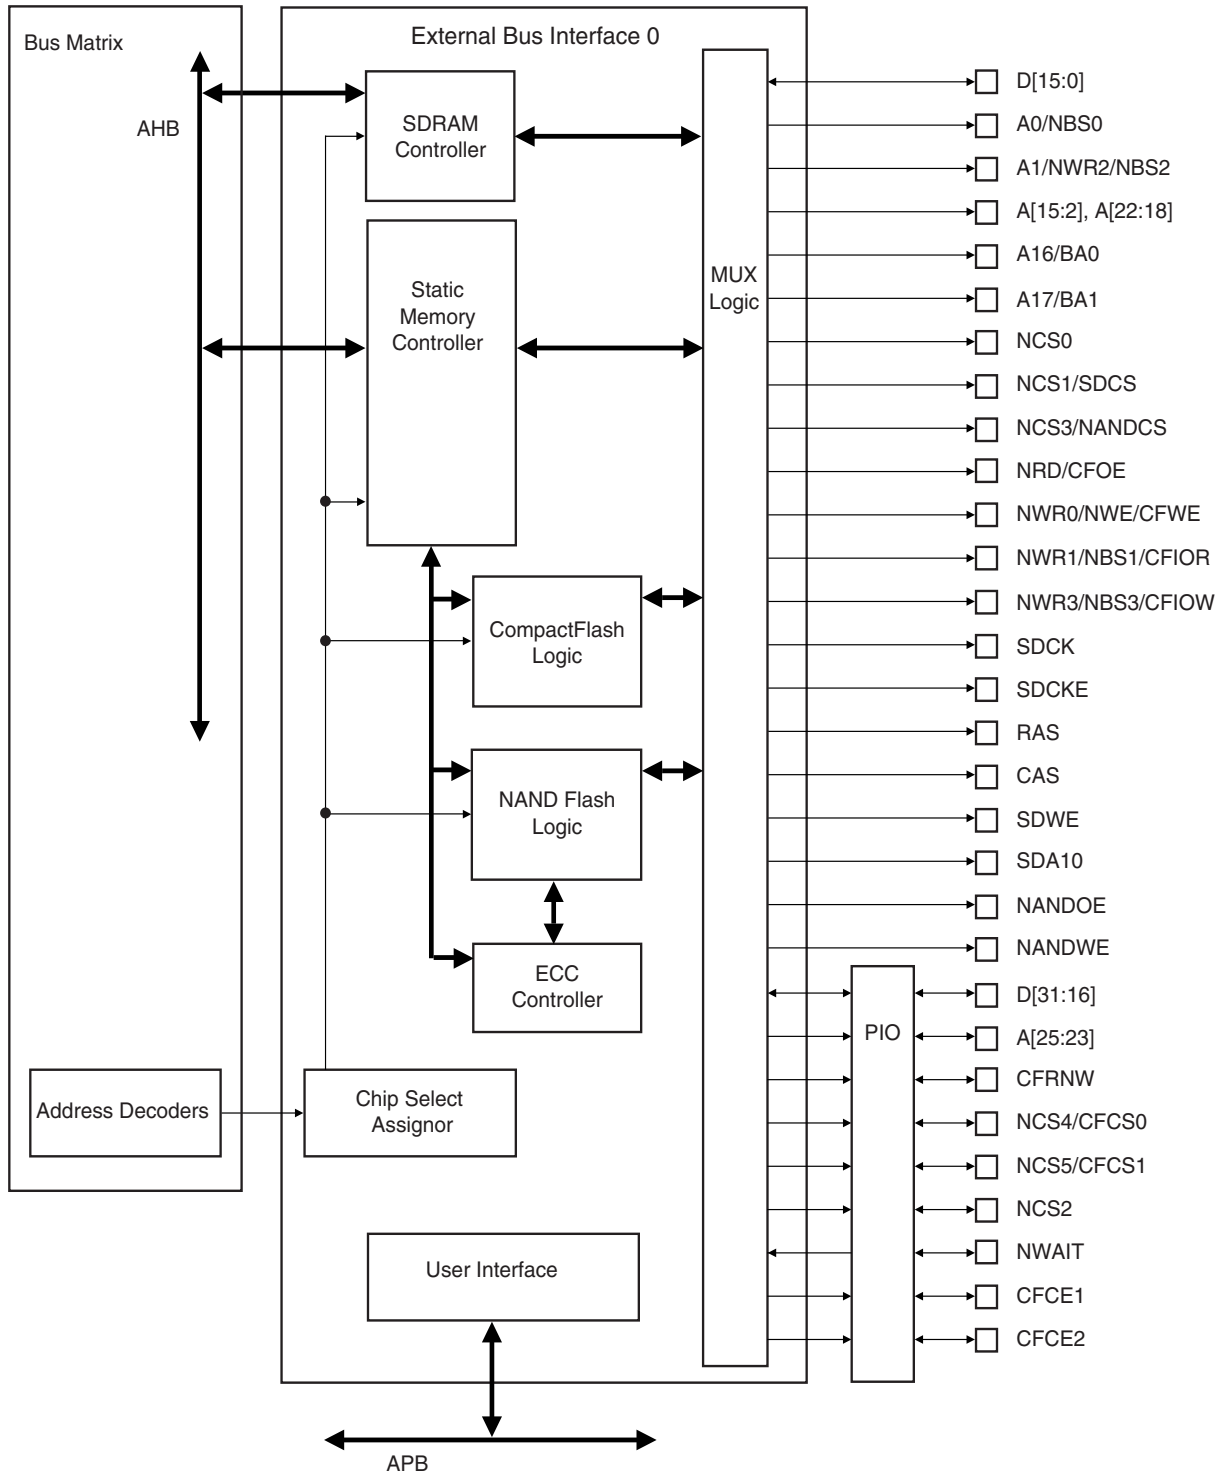 Bus Matrix
External Bus Interface 0
AHB
SDRAM
Controller
Static
Memory
Controller
MUX
Logic
CompactFlash
Logic
NAND Flash
Logic
ECC
Controller
Address Decoders
Chip Select
Assignor
User Interface
APB
PIO
D[15:0]
A0/NBS0
A1/NWR2/NBS2
A[15:2], A[22:18]
A16/BA0
A17/BA1
NCS0
NCS1/SDCS
NCS3/NANDCS
NRD/CFOE
NWR0/NWE/CFWE
NWR1/NBS1/CFIOR
NWR3/NBS3/CFIOW
SDCK
SDCKE
RAS
CAS
SDWE
SDA10
NANDOE
NANDWE
D[31:16]
A[25:23]
CFRNW
NCS4/CFCS0
NCS5/CFCS1
NCS2
NWAIT
CFCE1
CFCE2